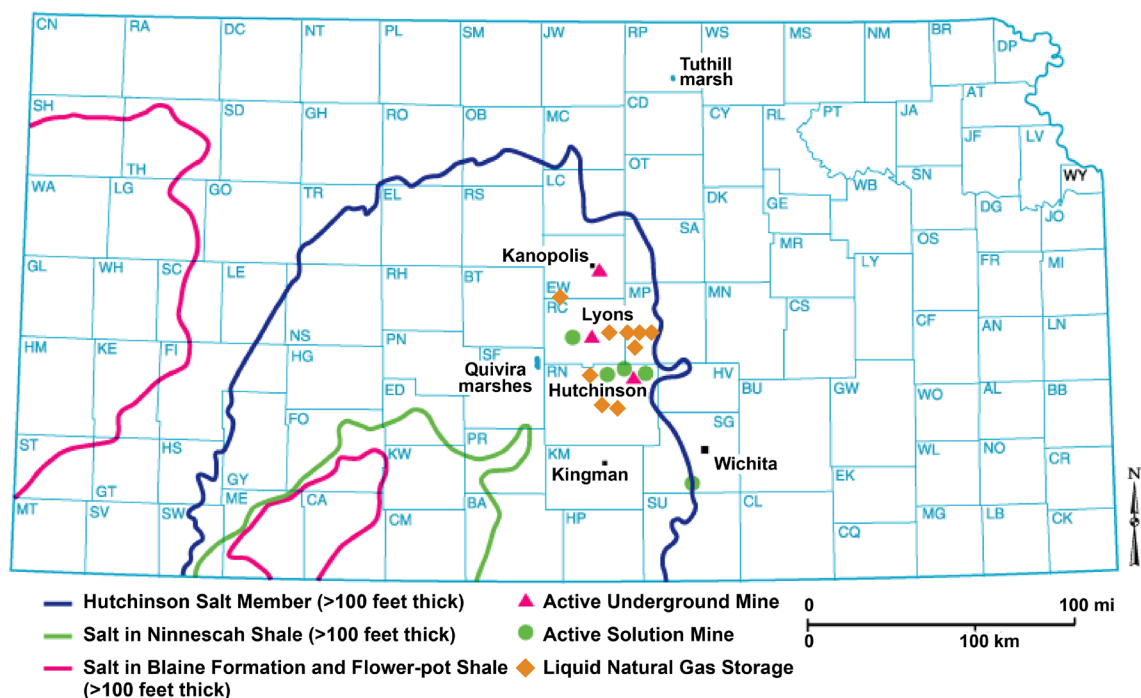 CN RA DC NT PL SM JW RP WS MS NM BR DP
Tuthill
marsh
SH SD GH RO OB MC CD CY RL PT JA AT
TH OT JF LV
WY
WA LG GO TR EL RS LC DK GE WB SN DG JO
SA MR OS
Kanopolis
GL WH SC LE RH BT EW MP MN LY FR MI
RC CS
Lyons
HM KE FI NS HG PN SF CF AN LN
Quivira
marshes
RN HV
Hutchinson
ED BU GW WO AL BB
ST HS FO PR SG
KW KM WL NO CR
Wichita
Kingman
GT GY EK
MT SV SW ME CA CM BA HP SU CL CQ MG LB CK
N
Hutchinson Salt Member (>100 feet thick)
Salt in Ninnescah Shale (>100 feet thick)
Salt in Blaine Formation and Flower-pot Shale
(>100 feet thick)
Active Underground Mine
Active Solution Mine
Liquid Natural Gas Storage
0 100 mi
0 100 km